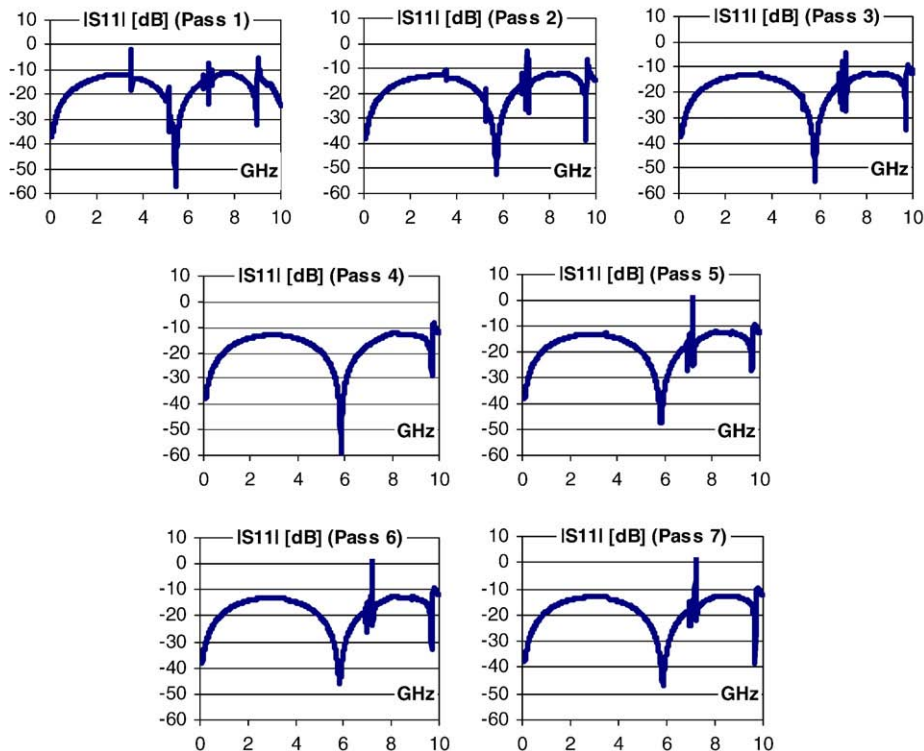 |S11| [dB] (Pass 1)
10
0
-10
-20
-30
-40
-50
-60
GHz
0 2 4 6 8 10
|S11| [dB] (Pass 2)
10
0
-10
-20
-30
-40
-50
-60
GHz
0 2 4 6 8 10
|S11| [dB] (Pass 3)
10
0
-10
-20
-30
-40
-50
-60
GHz
0 2 4 6 8 10
|S11| [dB] (Pass 4)
10
0
-10
-20
-30
-40
-50
-60
GHz
0 2 4 6 8 10
|S11| [dB] (Pass 5)
10
0
-10
-20
-30
-40
-50
-60
GHz
0 2 4 6 8 10
|S11| [dB] (Pass 6)
10
0
-10
-20
-30
-40
-50
-60
GHz
0 2 4 6 8 10
|S11| [dB] (Pass 7)
10
0
-10
-20
-30
-40
-50
-60
GHz
0 2 4 6 8 10